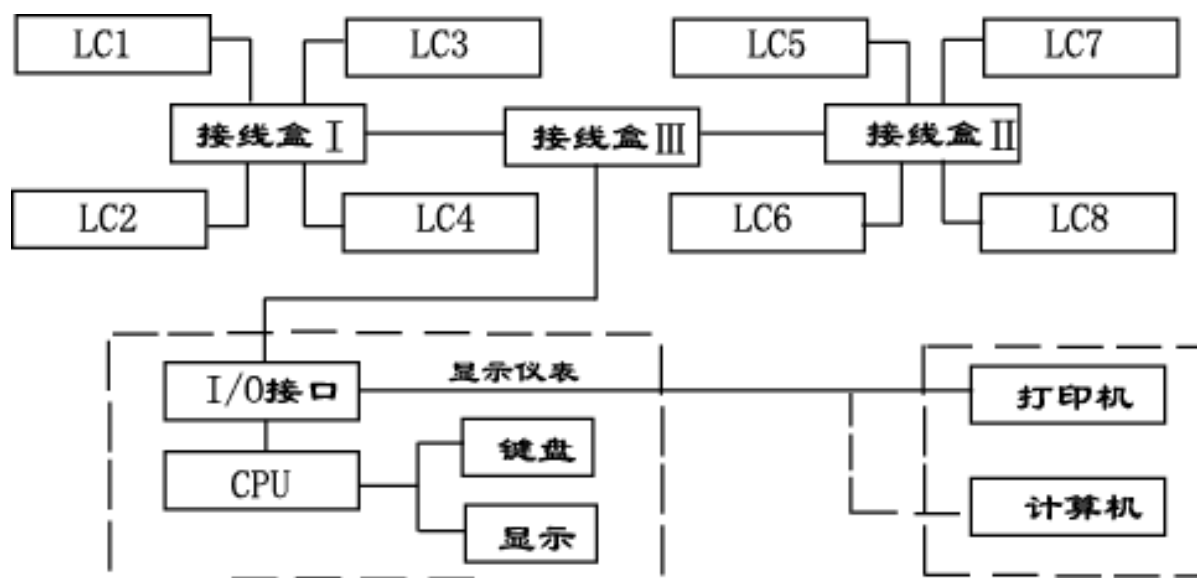 LC1
LC3
LC5
LC7
接线盒Ⅰ
接线盒Ⅲ
接线盒Ⅱ
LC2
LC4
LC6
LC8
I/O接口
显示仪表
打印机
键盘
CPU
计算机
显示